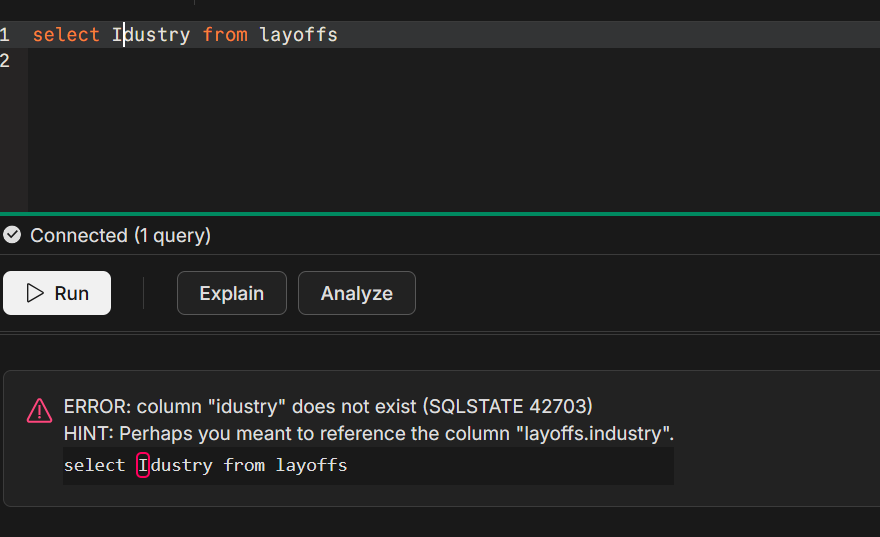 1 select Idustry from layoffs
2
Connected (1 query)
Run Explain Analyze
ERROR: column "idustry" does not exist (SQLSTATE 42703)
HINT: Perhaps you meant to reference the column "layoffs.industry".
select Idustry from layoffs